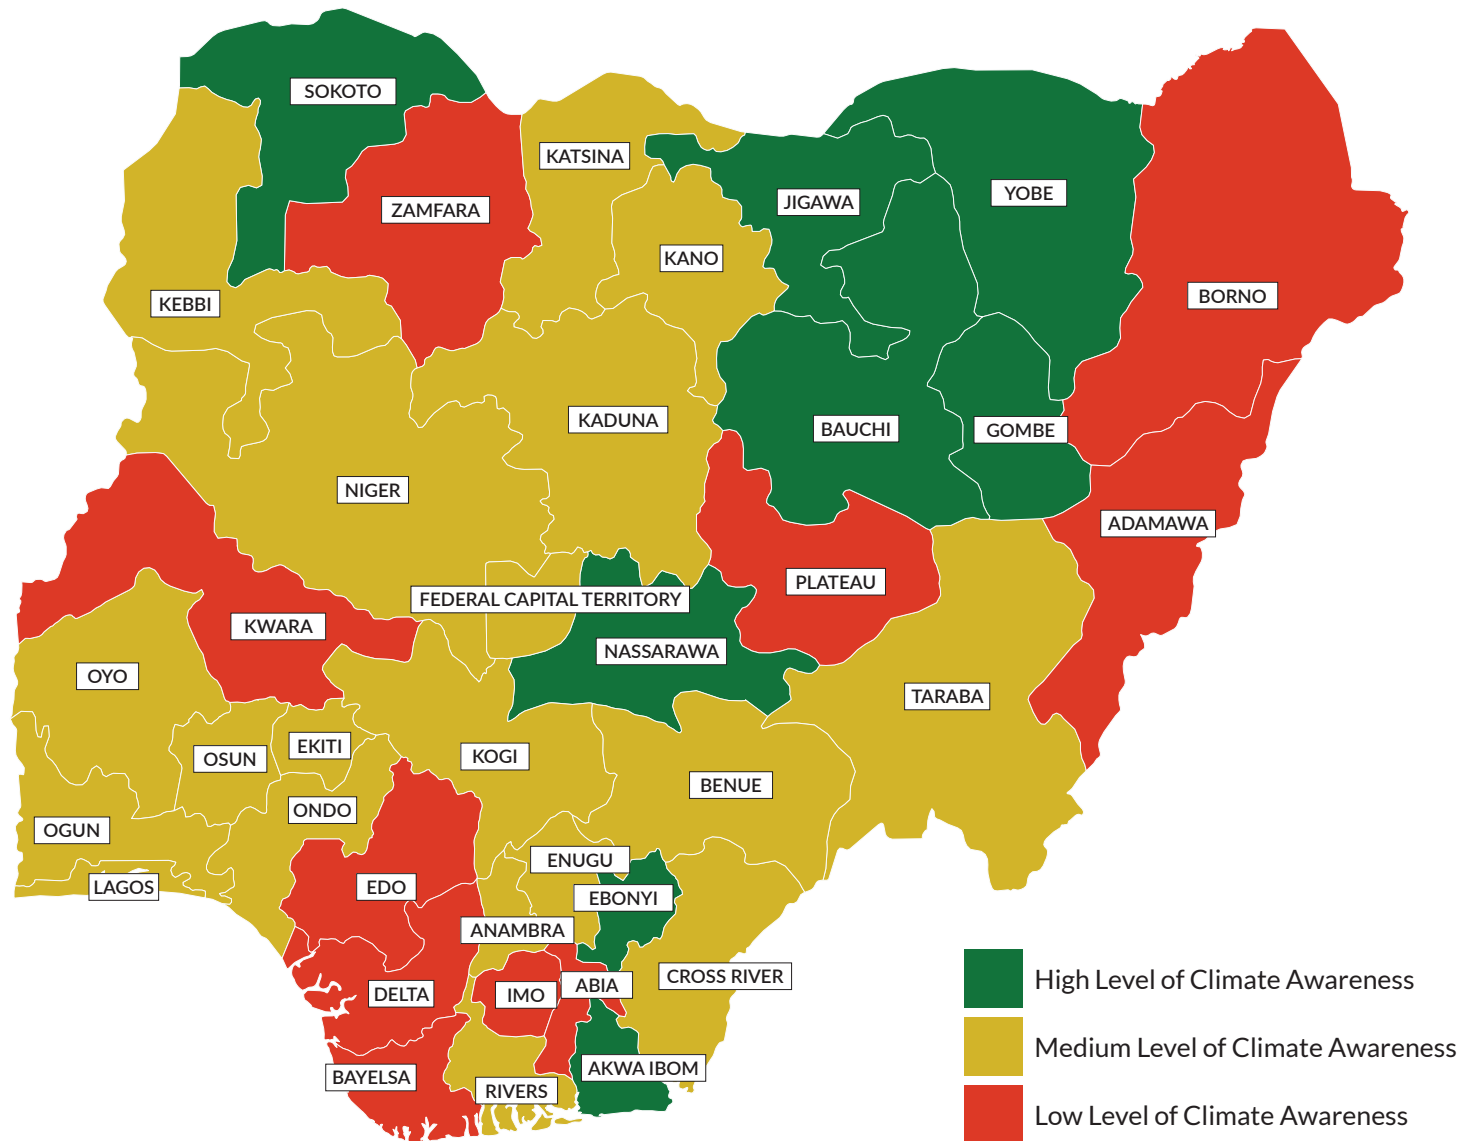 SOKOTO
KATSINA
YOBE
JIGAWA
ZAMFARA
KANO
BORNO
KEBBI
KADUNA
BAUCHI
GOMBE
NIGER
ADAMAWA
PLATEAU
FEDERAL CAPITAL TERRITORY
KWARA
NASSARAWA
OYO
TARABA
EKITI
OSUN
KOGI
BENUE
ONDO
OGUN
ENUGU
LAGOS
EDO
EBONYI
ANAMBRA
CROSS RIVER
ABIA
DELTA
IMO
AKWA IBOM
BAYELSA
RIVERS
High Level of Climate Awareness
Medium Level of Climate Awareness
Low Level of Climate Awareness